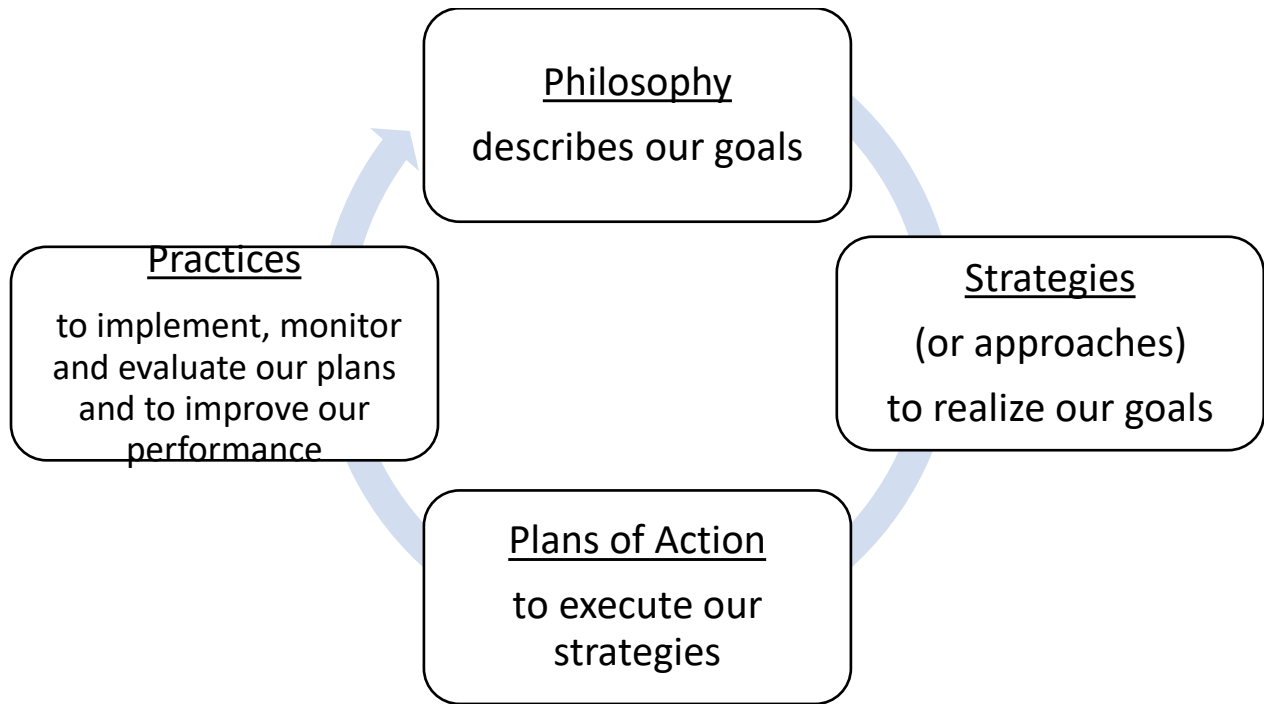 Philosophy
describes our goals
Strategies
(or approaches)
to realize our goals
Plans of Action
to execute our
strategies
Practices
to implement, monitor
and evaluate our plans
and to improve our
performance